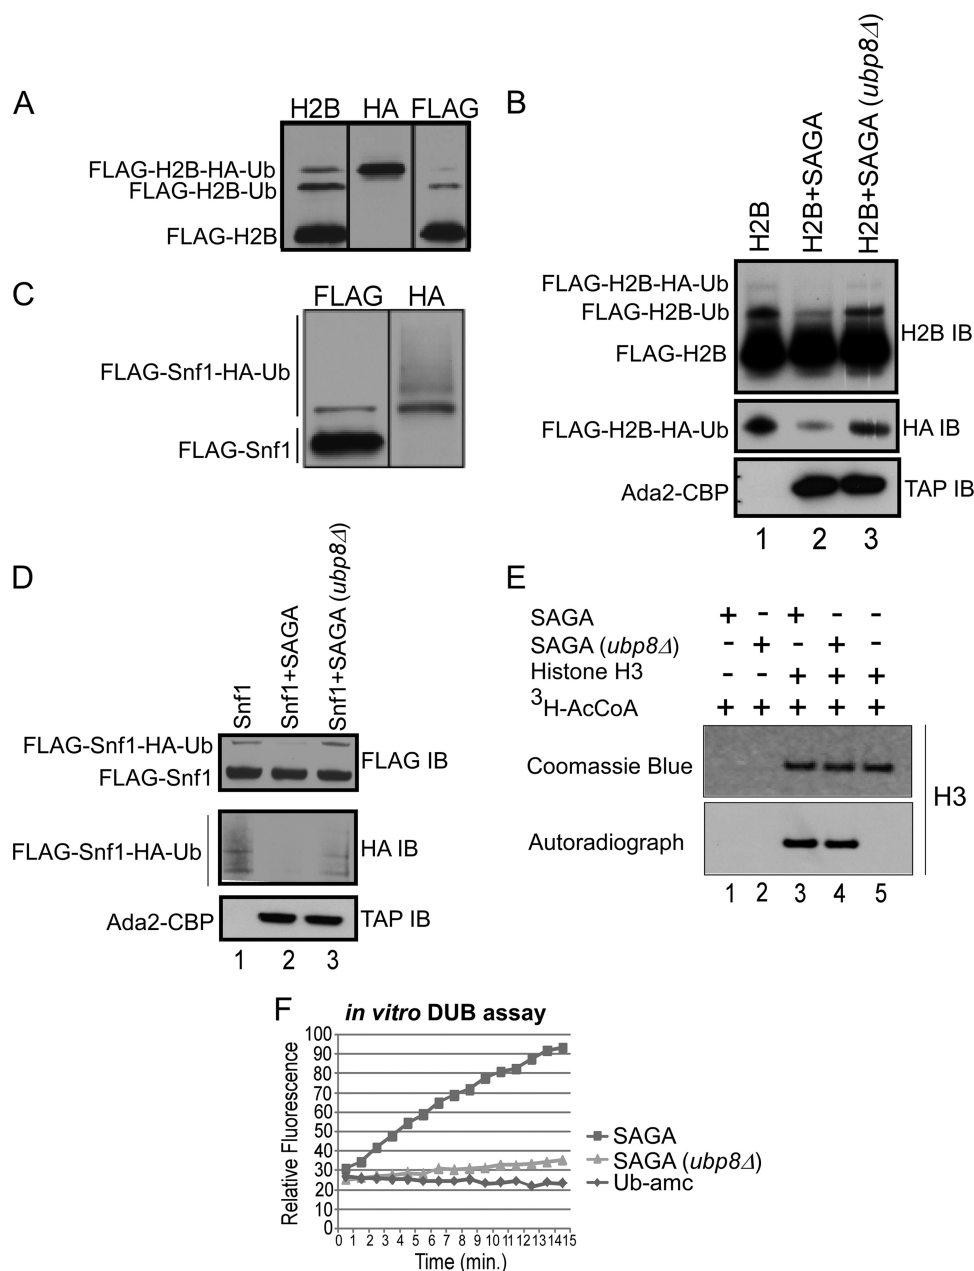 A
H2B HA FLAG
FLAG-H2B-HA-Ub
FLAG-H2B-Ub
FLAG-H2B
B
H2B
H2B+SAGA
H2B+SAGA (ubp8Δ)
FLAG-H2B-HA-Ub
FLAG-H2B-Ub
FLAG-H2B
H2B IB
FLAG-H2B-HA-Ub
HA IB
Ada2-CBP
TAP IB
1 2 3
C
FLAG HA
FLAG-Snf1-HA-Ub
FLAG-Snf1
D
Snf1
Snf1+SAGA
Snf1+SAGA (ubp8Δ)
FLAG-Snf1-HA-Ub
FLAG-Snf1
FLAG IB
FLAG-Snf1-HA-Ub
HA IB
Ada2-CBP
TAP IB
1 2 3
E
SAGA + - + - -
SAGA (ubp8Δ) - + - + -
Histone H3 - - + + +
3H-AcCoA + + + + +
Coomassie Blue
Autoradiograph
H3
1 2 3 4 5
F
in vitro DUB assay
Relative Fluorescence
100
90
80
70
60
50
40
30
20
10
0
0 1 2 3 4 5 6 7 8 9 10 11 12 13 14 15
Time (min.)
SAGA
SAGA (ubp8Δ)
Ub-amc